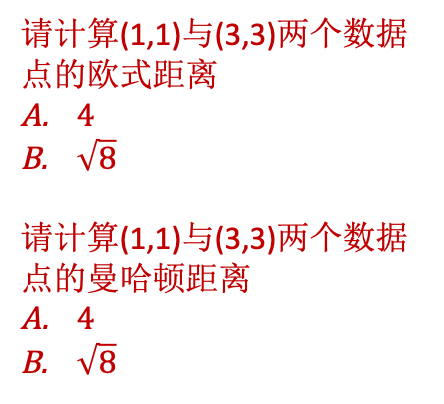 请计算(1,1)与(3,3)两个数据
点的欧式距离
A. 4
B. √8
请计算(1,1)与(3,3)两个数据
点的曼哈顿距离
A. 4
B. √8